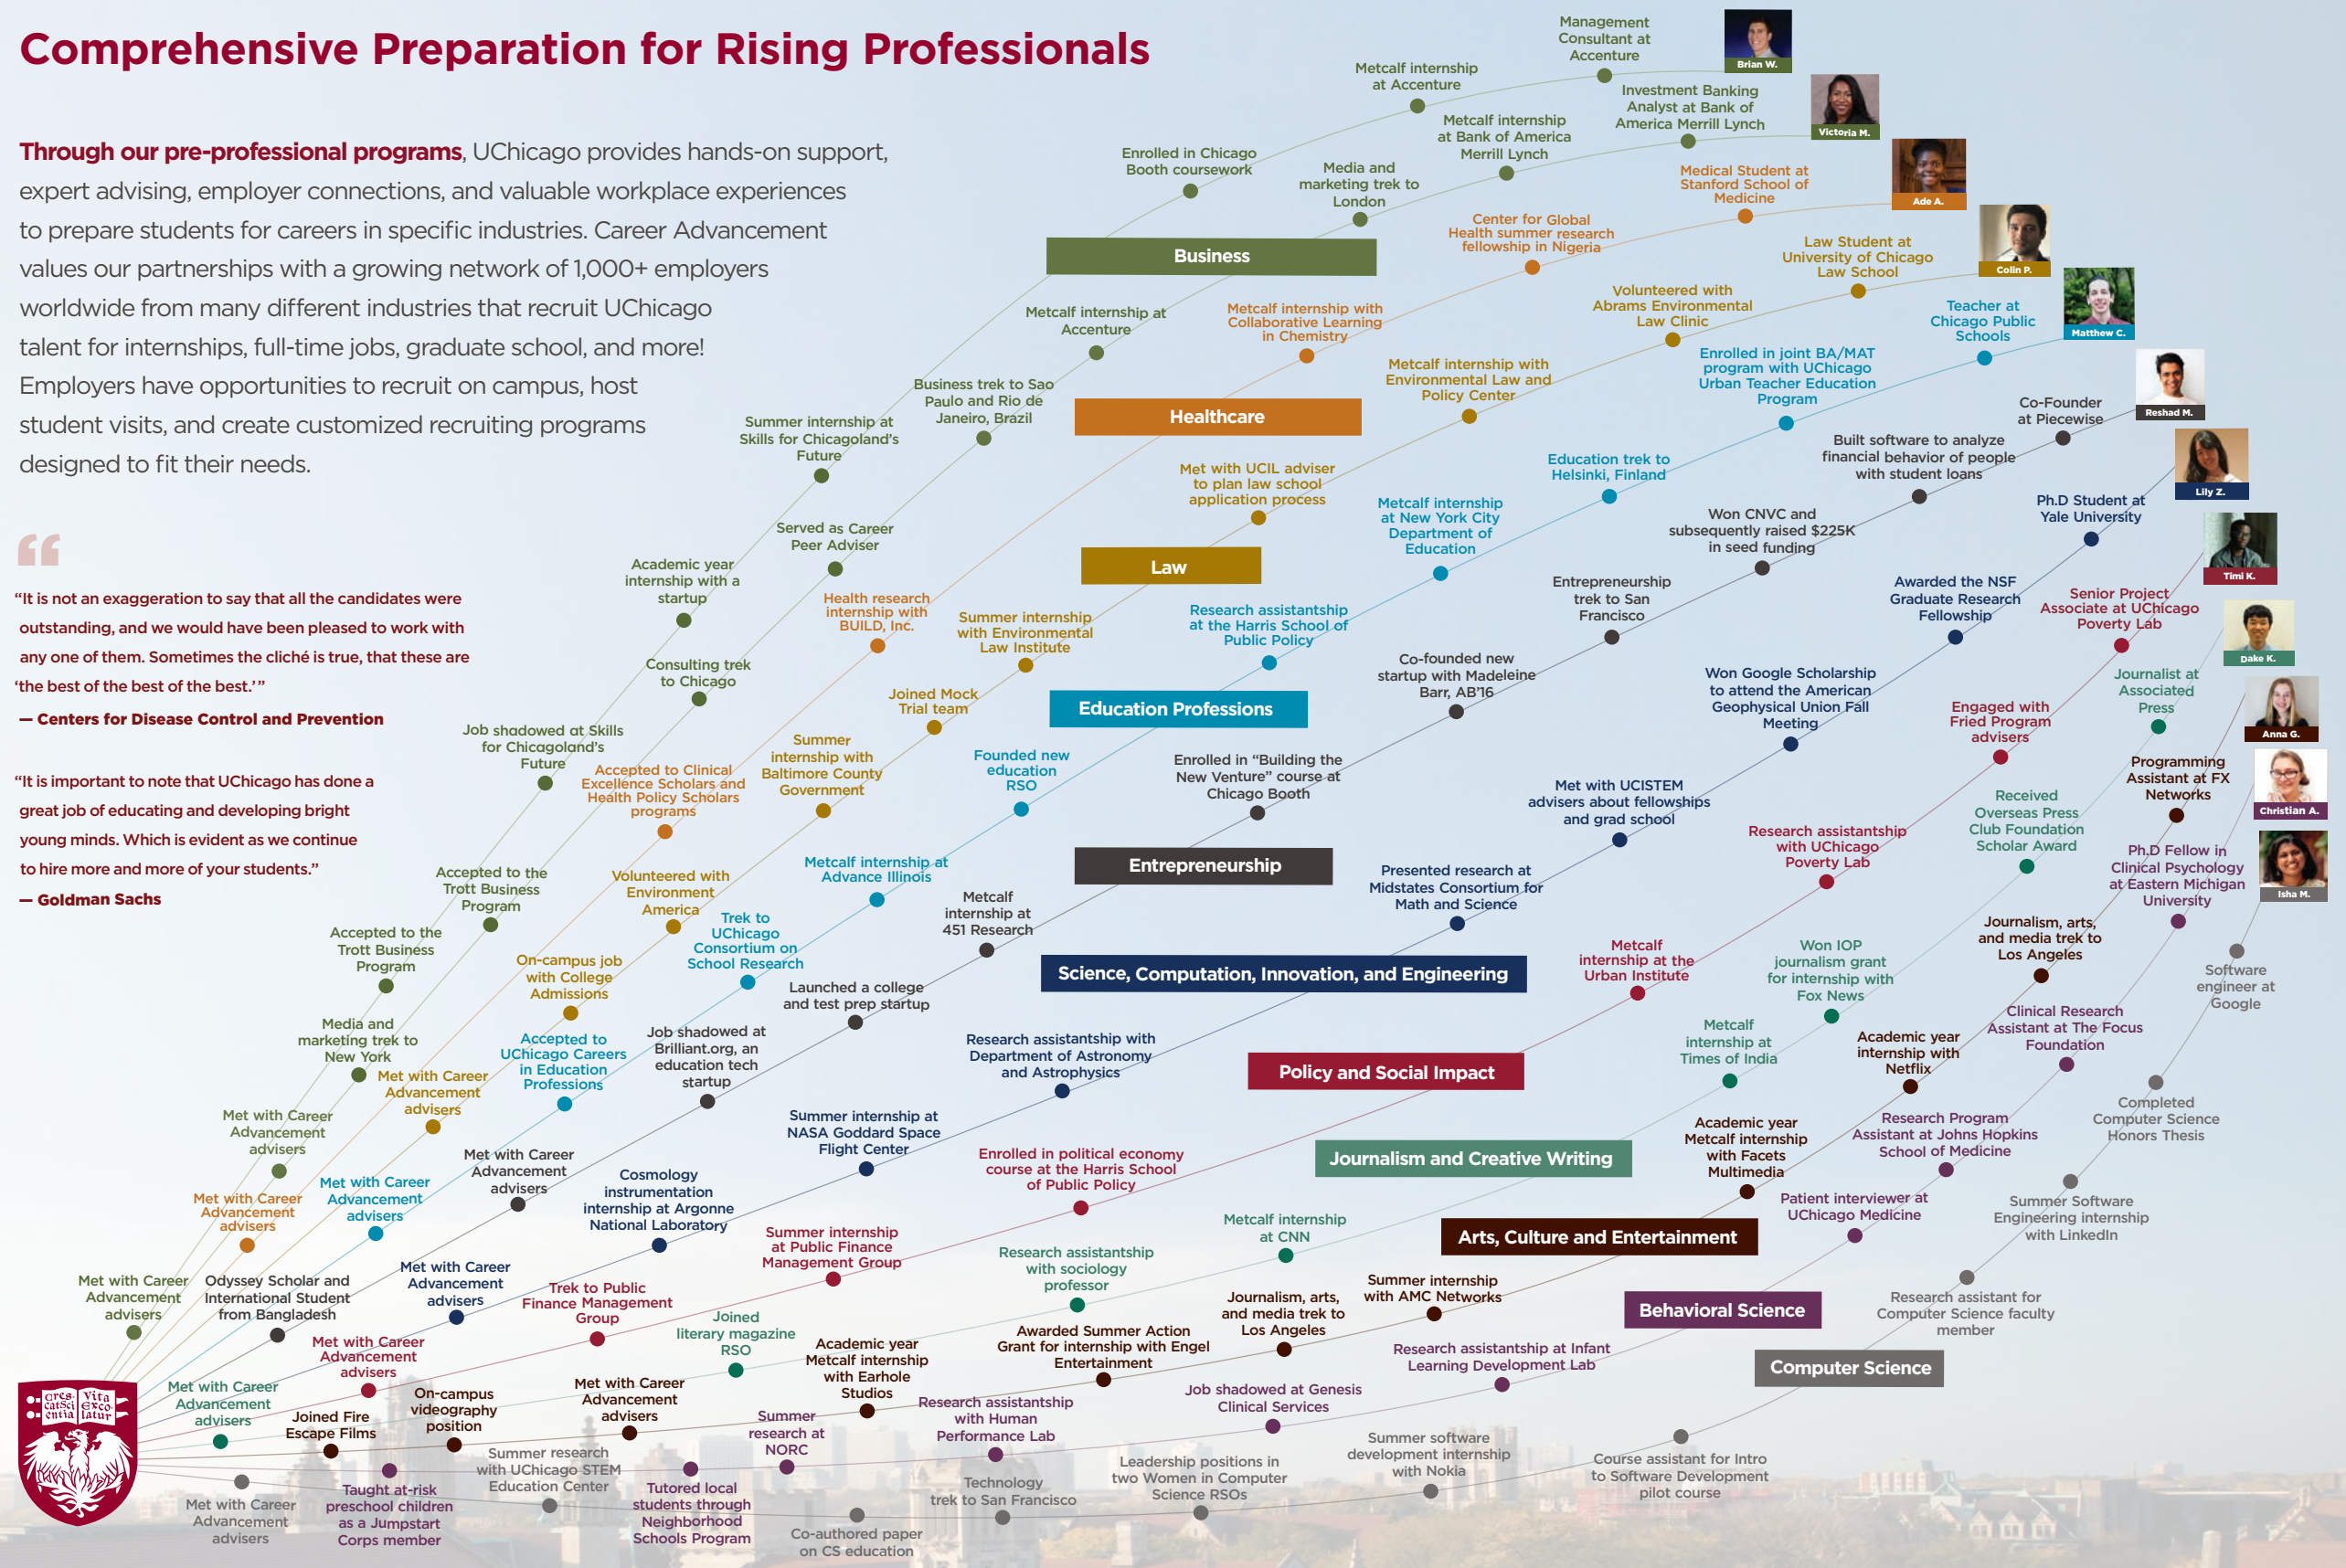 Comprehensive Preparation for Rising Professionals
Through our pre-professional programs, UChicago provides hands-on support,
expert advising, employer connections, and valuable workplace experiences
to prepare students for careers in specific industries. Career Advancement
values our partnerships with a growing network of 1,000+ employers
worldwide from many different industries that recruit UChicago
talent for internships, full-time jobs, graduate school, and more!
Employers have opportunities to recruit on campus, host
student visits, and create customized recruiting programs
designed to fit their needs.
“
“It is not an exaggeration to say that all the candidates were
outstanding, and we would have been pleased to work with
any one of them. Sometimes the cliché is true, that these are
‘the best of the best of the best.’”
— Centers for Disease Control and Prevention
“It is important to note that UChicago has done a
great job of educating and developing bright
young minds. Which is evident as we continue
to hire more and more of your students.”
— Goldman Sachs
Met with Career
Advancement
advisers
Accepted to the
Trott Business
Program
Job shadowed at Skills
for Chicagoland’s
Future
Academic year
internship with a
startup
Summer internship at
Skills for Chicagoland’s
Future
Business
Enrolled in Chicago
Booth coursework
Metcalf internship
at Accenture
Management
Consultant at
Accenture
Brian W.
Met with Career
Advancement
advisers
Media and
marketing trek to
New York
Accepted to the
Trott Business
Program
Consulting trek
to Chicago
Served as Career
Peer Adviser
Business trek to Sao
Paulo and Rio de
Janeiro, Brazil
Metcalf internship at
Accenture
Media and
marketing trek to
London
Metcalf internship
at Bank of America
Merrill Lynch
Investment Banking
Analyst at Bank of
America Merrill Lynch
Victoria M.
Met with Career
Advancement
advisers
Accepted to Clinical
Excellence Scholars and
Health Policy Scholars
programs
Health research
internship with
BUILD, Inc.
Healthcare
Metcalf internship with
Collaborative Learning
in Chemistry
Center for Global
Health summer research
fellowship in Nigeria
Medical Student at
Stanford School of
Medicine
Ade A.
Met with Career
Advancement
advisers
On-campus job
with College
Admissions
Volunteered with
Environment
America
Summer
internship with
Baltimore County
Government
Joined Mock
Trial team
Summer internship
with Environmental
Law Institute
Law
Met with UCIL adviser
to plan law school
application process
Metcalf internship with
Environmental Law and
Policy Center
Volunteered with
Abrams Environmental
Law Clinic
Law Student at
University of Chicago
Law School
Colin P.
Met with Career
Advancement
advisers
Accepted to
UChicago Careers
in Education
Professions
Trek to
UChicago
Consortium on
School Research
Metcalf internship at
Advance Illinois
Founded new
education
RSO
Education Professions
Research assistantship
at the Harris School of
Public Policy
Metcalf internship
at New York City
Department of
Education
Education trek to
Helsinki, Finland
Enrolled in joint BA/MAT
program with UChicago
Urban Teacher Education
Program
Teacher at
Chicago Public
Schools
Matthew C.
Odyssey Scholar and
International Student
from Bangladesh
Met with Career
Advancement
advisers
Job shadowed at
Brilliant.org, an
education tech
startup
Launched a college
and test prep startup
Metcalf
internship at
451 Research
Entrepreneurship
Enrolled in “Building the
New Venture” course at
Chicago Booth
Co-founded new
startup with Madeleine
Barr, AB’16
Entrepreneurship
trek to San
Francisco
Won CNVC and
subsequently raised $225K
in seed funding
Built software to analyze
financial behavior of people
with student loans
Co-Founder
at Piecewise
Reshad M.
Met with Career
Advancement
advisers
Cosmology
instrumentation
internship at Argonne
National Laboratory
Summer internship at
NASA Goddard Space
Flight Center
Research assistantship with
Department of Astronomy
and Astrophysics
Science, Computation, Innovation, and Engineering
Presented research at
Midstates Consortium for
Math and Science
Met with UCISTEM
advisers about fellowships
and grad school
Won Google Scholarship
to attend the American
Geophysical Union Fall
Meeting
Awarded the NSF
Graduate Research
Fellowship
Ph.D Student at
Yale University
Lily Z.
Met with Career
Advancement
advisers
Trek to Public
Finance Management
Group
Summer internship
at Public Finance
Management Group
Enrolled in political economy
course at the Harris School
of Public Policy
Policy and Social Impact
Metcalf
internship at the
Urban Institute
Research assistantship
with UChicago
Poverty Lab
Engaged with
Fried Program
advisers
Senior Project
Associate at UChicago
Poverty Lab
Timi K.
Met with Career
Advancement
advisers
Joined
literary magazine
RSO
Research assistantship
with sociology
professor
Metcalf internship
at CNN
Journalism and Creative Writing
Metcalf
internship at
Times of India
Won IOP
journalism grant
for internship with
Fox News
Received
Overseas Press
Club Foundation
Scholar Award
Journalist at
Associated
Press
Dake K.
Joined Fire
Escape Films
On-campus
videography
position
Met with Career
Advancement
advisers
Academic year
Metcalf internship
with Earhole
Studios
Awarded Summer Action
Grant for internship with Engel
Entertainment
Journalism, arts,
and media trek to
Los Angeles
Summer internship
with AMC Networks
Arts, Culture and Entertainment
Academic year
Metcalf internship
with Facets
Multimedia
Academic year
internship with
Netflix
Journalism, arts,
and media trek to
Los Angeles
Programming
Assistant at FX
Networks
Anna G.
Taught at-risk
preschool children
as a Jumpstart
Corps member
Tutored local
students through
Neighborhood
Schools Program
Summer
research at
NORC
Research assistantship
with Human
Performance Lab
Job shadowed at Genesis
Clinical Services
Research assistantship at Infant
Learning Development Lab
Behavioral Science
Patient interviewer at
UChicago Medicine
Research Program
Assistant at Johns Hopkins
School of Medicine
Clinical Research
Assistant at The Focus
Foundation
Ph.D Fellow in
Clinical Psychology
at Eastern Michigan
University
Christian A.
Met with Career
Advancement
advisers
Summer research
with UChicago STEM
Education Center
Co-authored paper
on CS education
Technology
trek to San Francisco
Leadership positions in
two Women in Computer
Science RSOs
Summer software
development internship
with Nokia
Course assistant for Intro
to Software Development
pilot course
Computer Science
Research assistant for
Computer Science faculty
member
Summer Software
Engineering internship
with LinkedIn
Completed
Computer Science
Honors Thesis
Software
engineer at
Google
Isha M.
Cres. Vita
catSci Exco-
entia latur